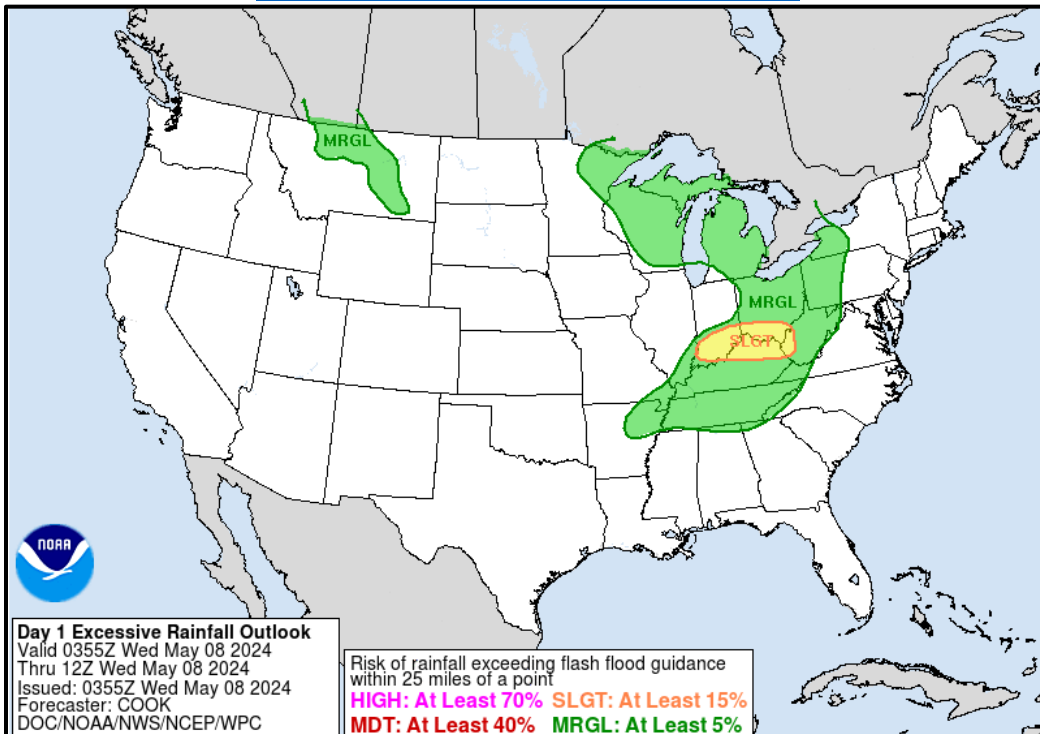 MRGL
MRGL
SLGT
NOAA
Day 1 Excessive Rainfall Outlook
Valid 0355Z Wed May 08 2024
Thru 12Z Wed May 08 2024
Issued: 0355Z Wed May 08 2024
Forecaster: COOK
DOC/NOAA/NWS/NCEP/WPC
Risk of rainfall exceeding flash flood guidance
within 25 miles of a point
HIGH: At Least 70% SLGT: At Least 15%
MDT: At Least 40% MRGL: At Least 5%